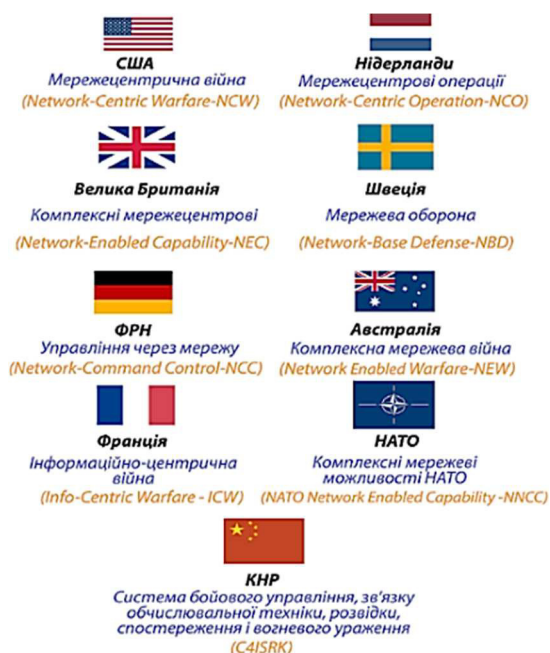 США
Мережецентрична війна
(Network-Centric Warfare-NCW)
Нідерланди
Мережецентрові операції
(Network-Centric Operation-NCO)
Велика Британія
Комплексні мережецентрові
(Network-Enabled Capability-NEC)
Швеція
Мережева оборона
(Network-Base Defense-NBD)
ФРН
Управління через мережу
(Network-Command Control-NCC)
Австралія
Комплексна мережева війна
(Network Enabled Warfare-NEW)
Франція
Інформаційно-центрична
війна
(Info-Centric Warfare - ICW)
НАТО
Комплексні мережеві
можливості НАТО
(NATO Network Enabled Capability -NNCC)
КНР
Система бойового управління, зв'язку
обчислювальної техніки, розвідки,
спостереження і вогневого ураження
(C4ISRK)